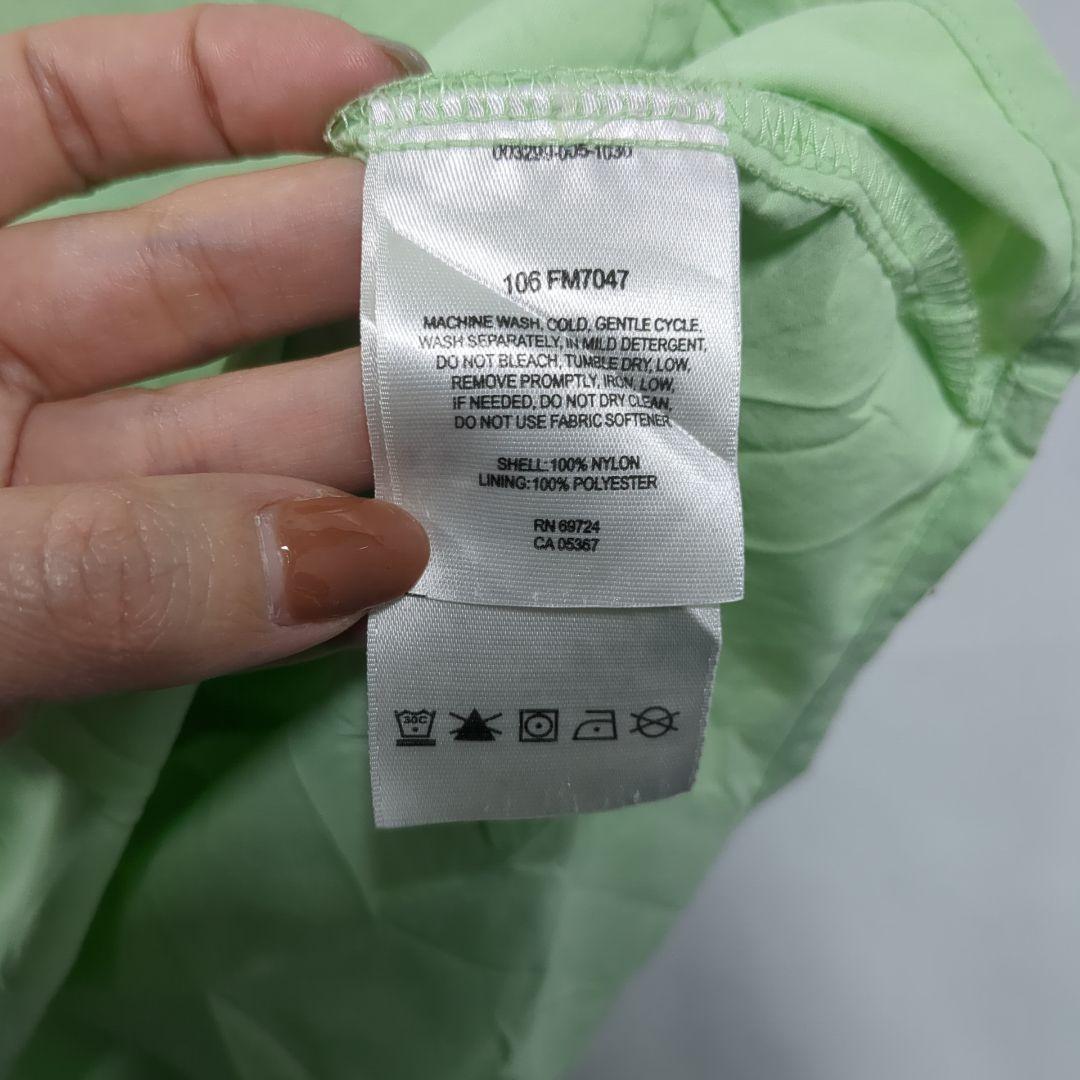 106 FM7047
MACHINE WASH, COLD, GENTLE CYCLE,
WASH SEPARATELY, IN MILD DETERGENT,
DO NOT BLEACH, TUMBLE DRY, LOW,
REMOVE PROMPTLY, IRON, LOW,
IF NEEDED, DO NOT DRY CLEAN,
DO NOT USE FABRIC SOFTENER
SHELL:100% NYLON
LINING:100% POLYESTER
RN 69724
CA 05367
30C